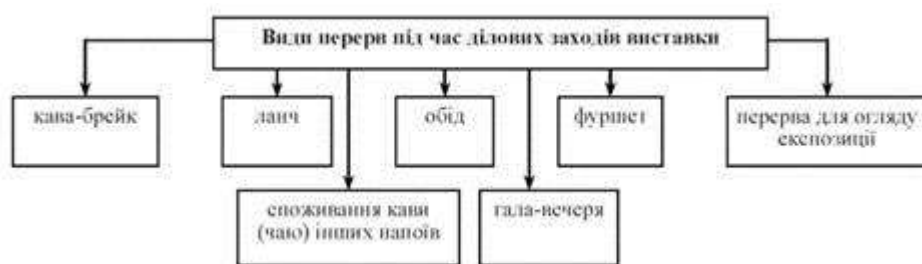 Види перерв під час ділових заходів виставки
кава-брейк
ланч
обід
фуршет
перерва для огляду
експозиції
споживання кави
(чаю) інших напоїв
гала-вечеря